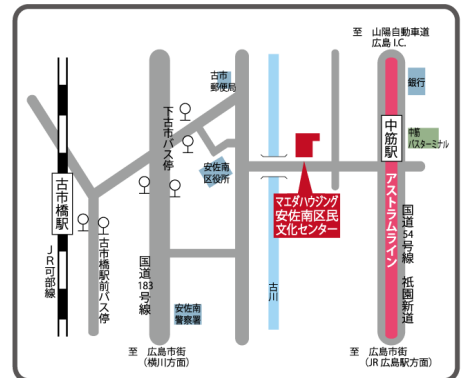 至 山陽自動車道
広島 I.C.
古市
郵便局
銀行
中筋
バスターミナル
中筋駅
下古市バス停
安佐南
区役所
マエダハウジング
安佐南区民
文化センター
アストラムライン
古市橋駅
JR可部線
古市橋駅前バス停
国道183号線
古川
国道54号線 祇園新道
安佐南
警察署
至 広島市街
(横川方面)
至 広島市街
(JR広島駅方面)